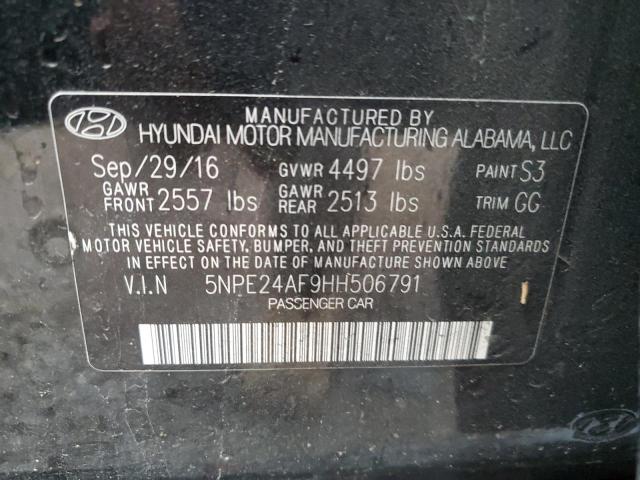 MANUFACTURED BY
HYUNDAI MOTOR MANUFACTURING ALABAMA, LLC
Sep/29/16 GVWR 4497 lbs PAINT S3
GAWR FRONT 2557 lbs GAWR REAR 2513 lbs TRIM GG
THIS VEHICLE CONFORMS TO ALL APPLICABLE U.S.A. FEDERAL
MOTOR VEHICLE SAFETY, BUMPER, AND THEFT PREVENTION STANDARDS
IN EFFECT ON THE DATE OF MANUFACTURE SHOWN ABOVE.
V.I.N 5NPE24AF9HH506791
PASSENGER CAR